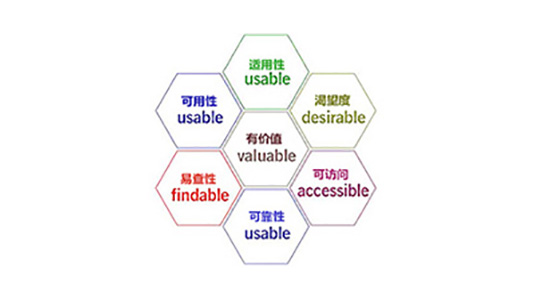 适用性
usable
可用性
usable
渴望度
desirable
有价值
valuable
易查性
findable
可访问
accessible
可靠性
usable